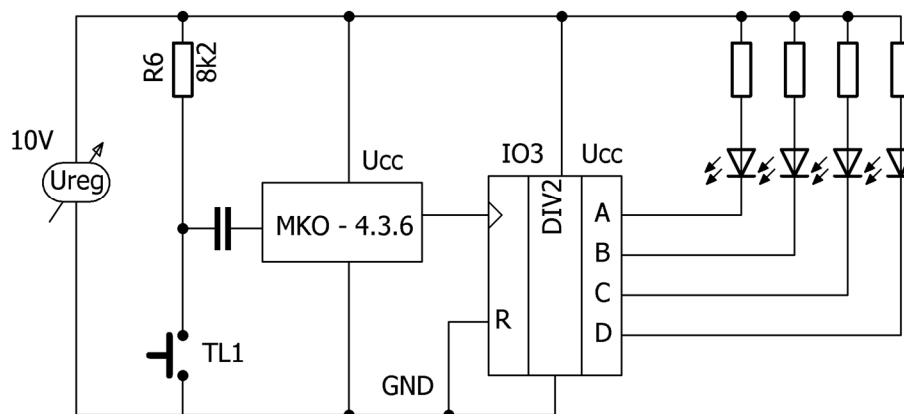 R6
8k2
10V
Ureg
Ucc
IO3
Ucc
MKO - 4.3.6
DIV2
A
B
C
R
D
TL1
GND